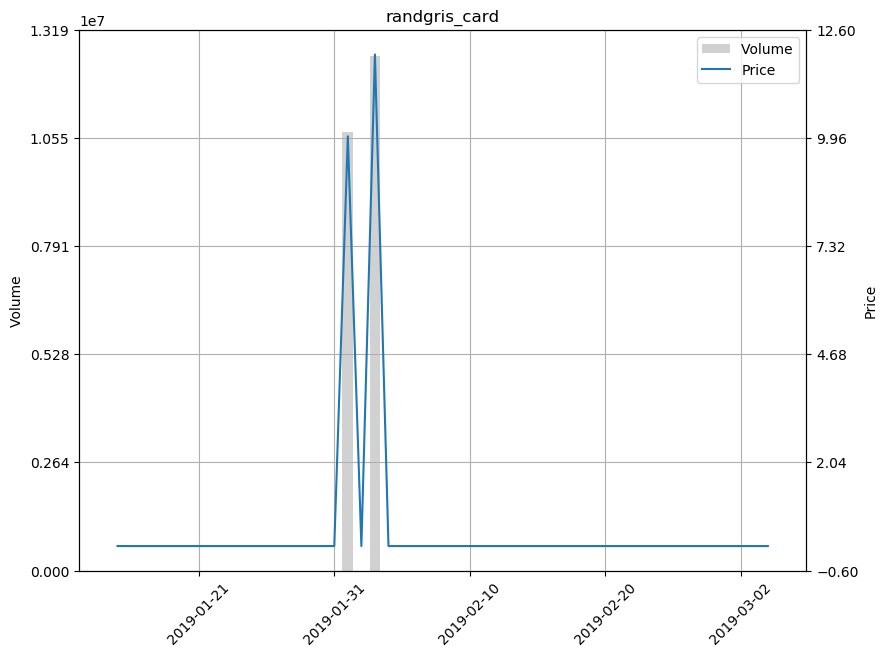 randgris_card
1e7
1.319
1.055
0.791
0.528
0.264
0.000
Volume
12.60
9.96
7.32
4.68
2.04
−0.60
Price
Volume
Price
2019-01-21
2019-01-31
2019-02-10
2019-02-20
2019-03-02